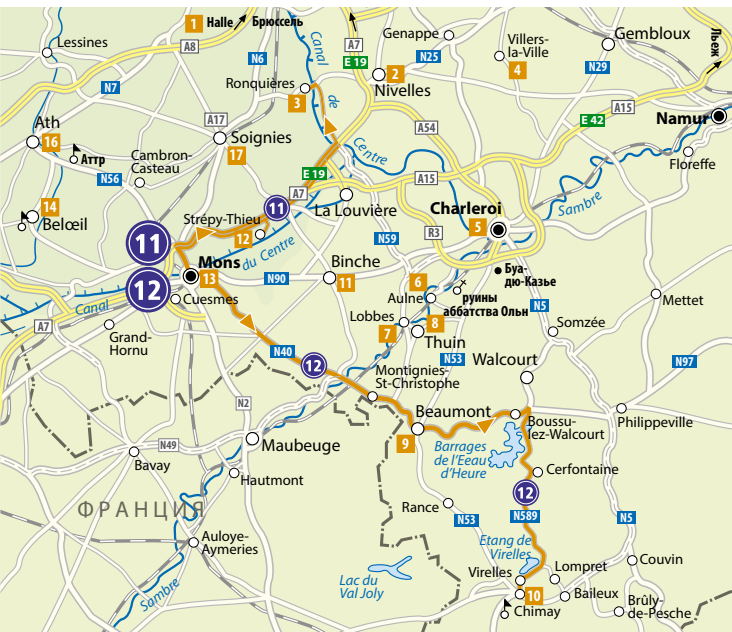 1 Halle
Брюссель
Lessines
A8
N6
Canal
A7
E 19
Genappe
N25
Villers-
la-Ville
4
Gembloux
N29
Льеж
2
Nivelles
Ronquières
3
de
N7
A15
Ath
16
Аттр
A17
Soignies
17
E 42
Namur
A54
Centre
Cambron-
Casteau
N56
E 19
A7
A15
Floreffe
14
Belœil
11
Strépy-Thieu
12
La Louvière
Sambre
Charleroi
5
11
du Centre
N59
R3
Mons
13
12
N90
Binche
11
6
Aulne
Буа-
дю-Казье
руины
аббатства Ольн
Cuesmes
Canal
N5
Mettet
A7
Grand-
Hornu
Lobbes
7
8
Thuin
Somzée
N40
12
N53
Walcourt
N97
Montignies-
St-Christophe
N2
Beaumont
9
Boussu-
lez-Walcourt
Philippeville
N49
Maubeuge
Barrages
de l'Eeau
d'Heure
Bavay
Cerfontaine
Hautmont
12
ФРАНЦИЯ
Rance
N53
N589
N5
Auloye-
Aymeries
Etang de
Virelles
Couvin
Lac du
Val Joly
Virelles
Lompret
Sambre
10
Bailleux
Chimay
Brûly-
de-Pesche